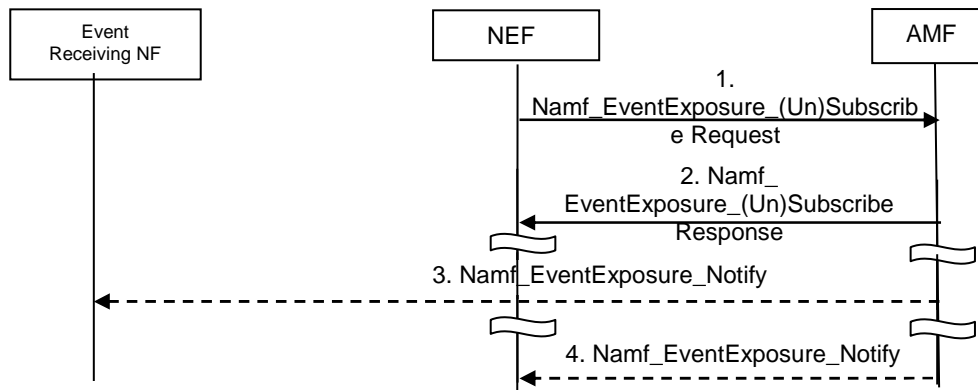 Event
Receiving NF
NEF
AMF
1.
Namf_EventExposure_(Un)Subscrib
e Request
2. Namf_
EventExposure_(Un)Subscribe
Response
3. Namf_EventExposure_Notify
4. Namf_EventExposure_Notify